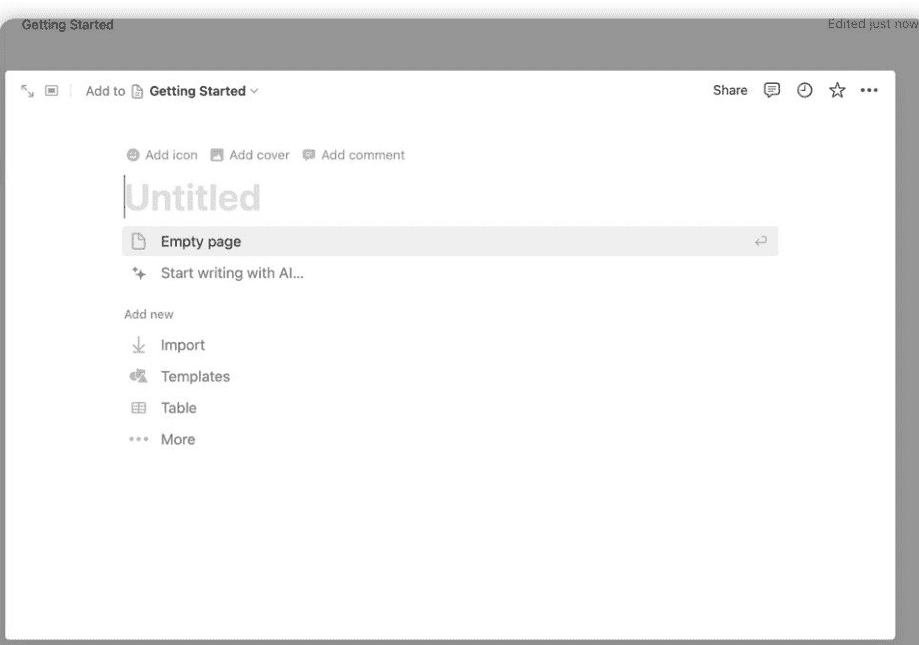 Getting Started Edited just now
Add to Getting Started Share
Add icon Add cover Add comment
Untitled
Empty page
Start writing with AI...
Add new
Import
Templates
Table
More